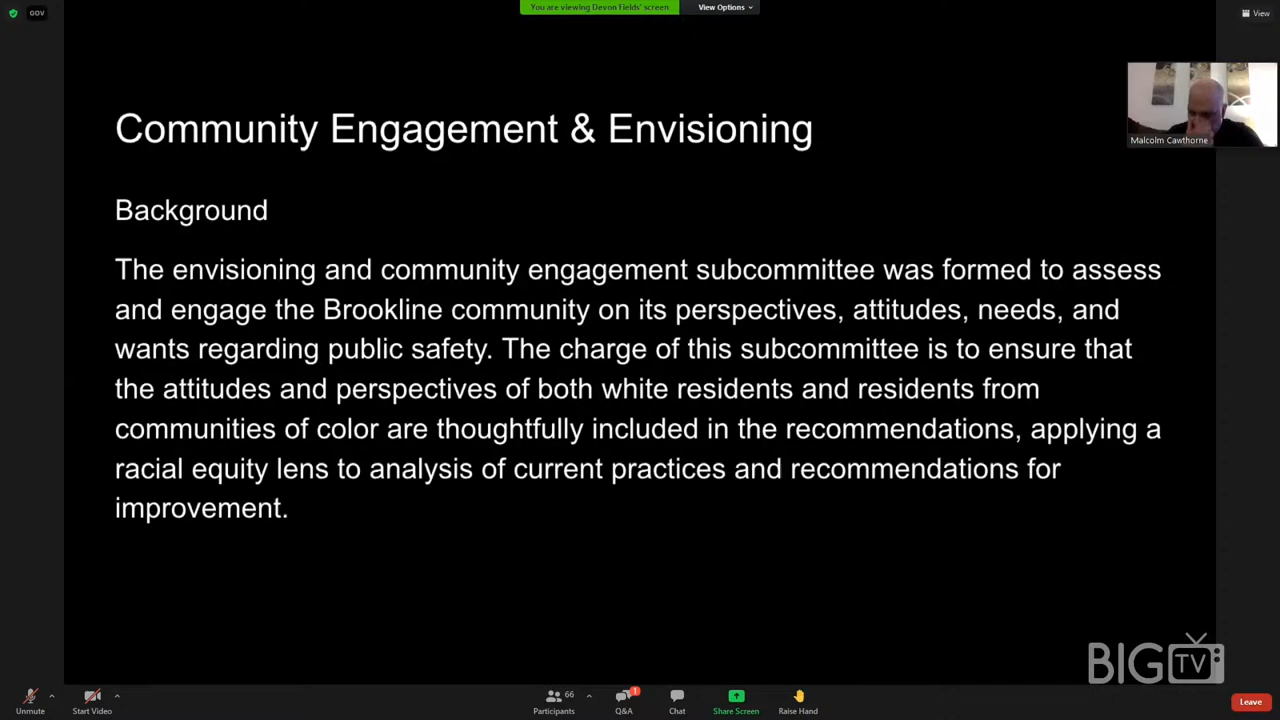 GOV
You are viewing Devon Fields' screen
View Options
View
Malcolm Cawthorne
Community Engagement & Envisioning
Background
The envisioning and community engagement subcommittee was formed to assess
and engage the Brookline community on its perspectives, attitudes, needs, and
wants regarding public safety. The charge of this subcommittee is to ensure that
the attitudes and perspectives of both white residents and residents from
communities of color are thoughtfully included in the recommendations, applying a
racial equity lens to analysis of current practices and recommendations for
improvement.
BIG TV
Unmute
Start Video
66
Participants
1
Q&A
Chat
Share Screen
Raise Hand
Leave